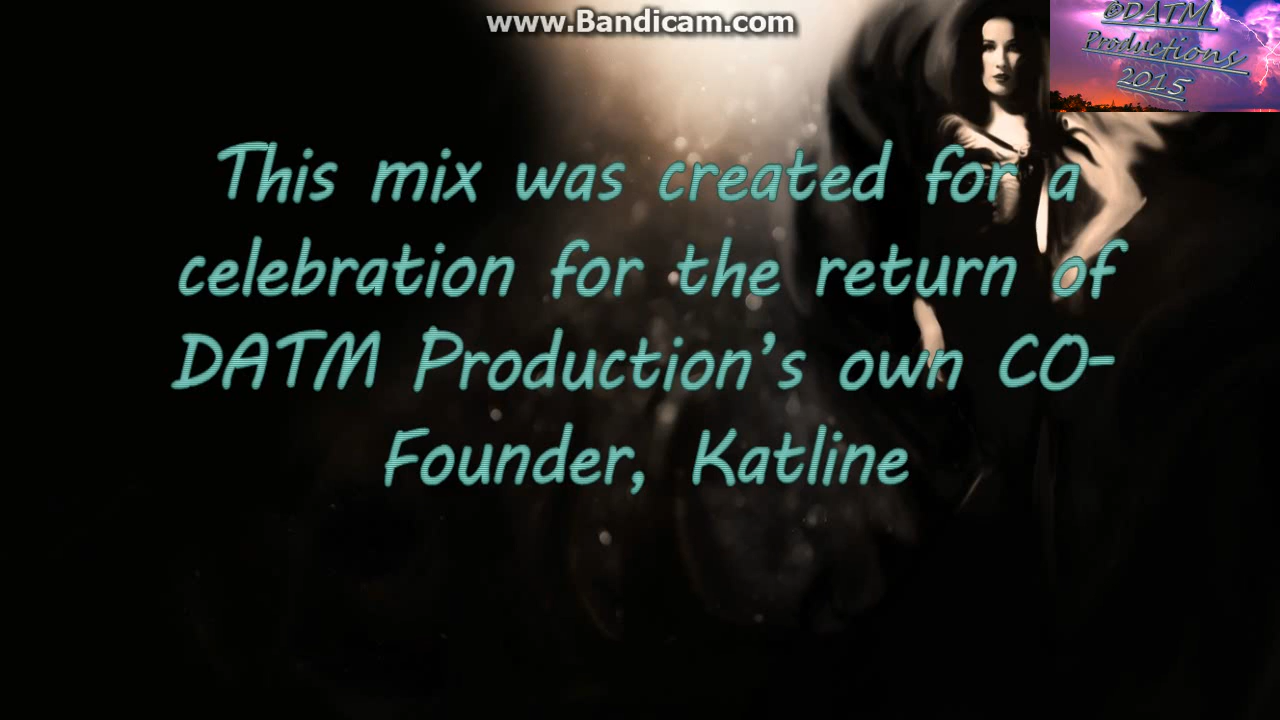 www.Bandicam.com
©DATM
Productions
2015
This mix was created for a
celebration for the return of
DATM Production's own CO-
Founder, Katline